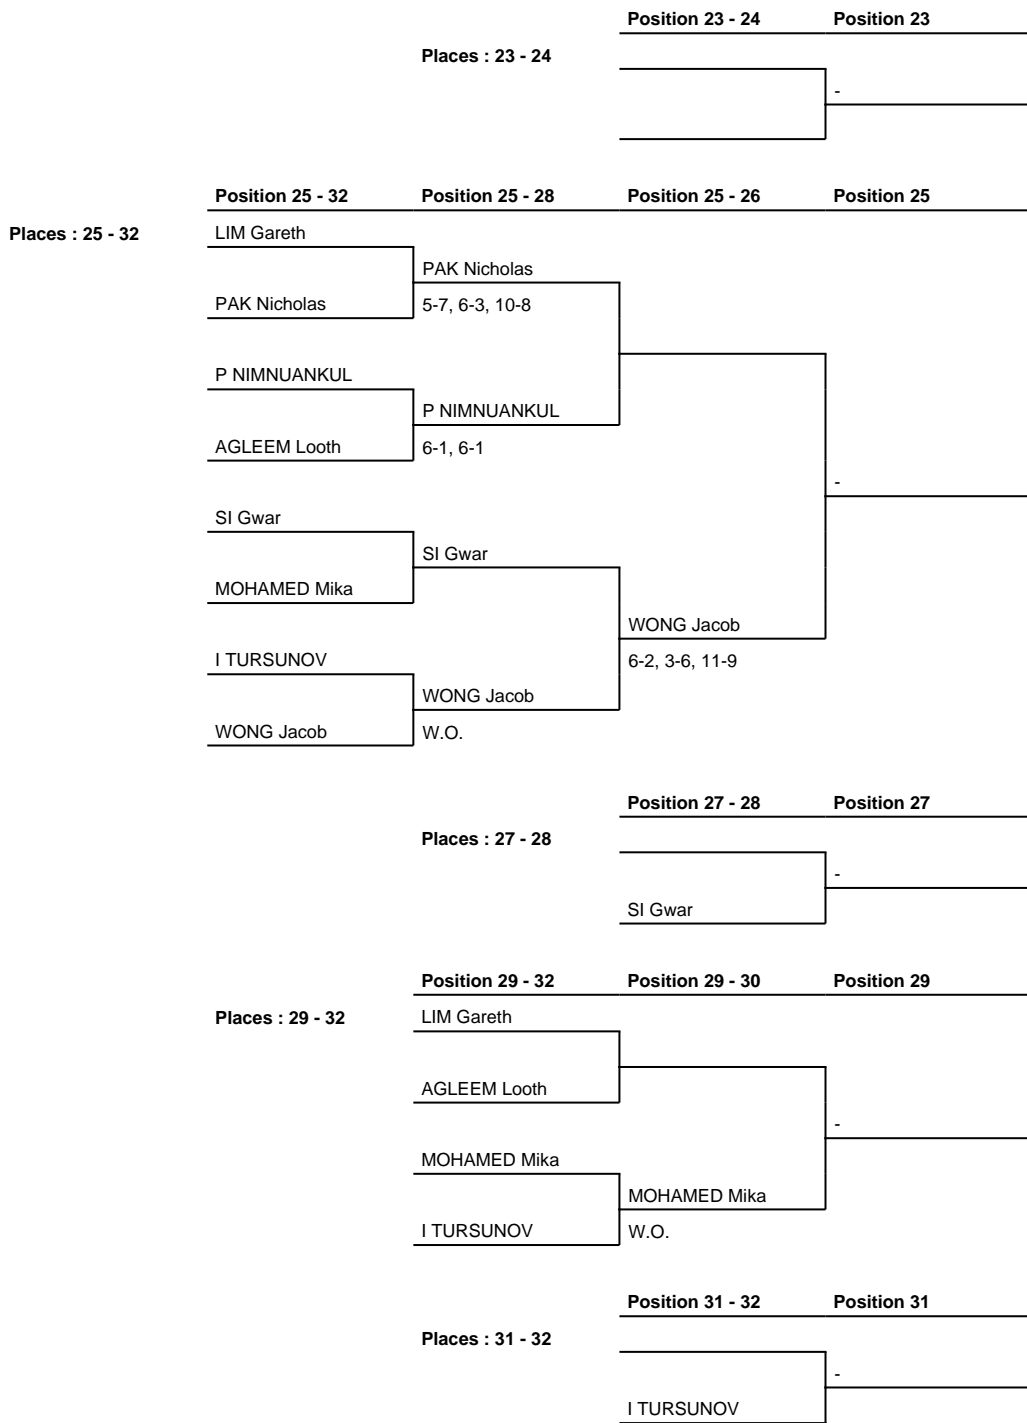 Position 23 - 24 Position 23
Places : 23 - 24
-
Position 25 - 32 Position 25 - 28 Position 25 - 26 Position 25
Places : 25 - 32 LIM Gareth
PAK Nicholas
PAK Nicholas 5-7, 6-3, 10-8
P NIMNUANKUL
P NIMNUANKUL
AGLEEM Looth 6-1, 6-1
-
SI Gwar
SI Gwar
MOHAMED Mika
WONG Jacob
I TURSUNOV 6-2, 3-6, 11-9
WONG Jacob
WONG Jacob W.O.
Position 27 - 28 Position 27
Places : 27 - 28
-
SI Gwar
Position 29 - 32 Position 29 - 30 Position 29
Places : 29 - 32 LIM Gareth
AGLEEM Looth
-
MOHAMED Mika
MOHAMED Mika
I TURSUNOV W.O.
Position 31 - 32 Position 31
Places : 31 - 32
-
I TURSUNOV